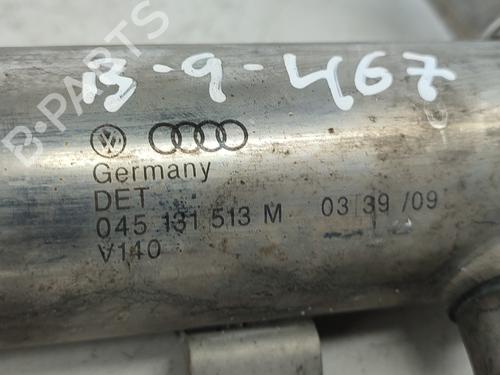 13-9-467
B-PARTS
Germany
DET
045 131 513 M 03 39 /09
V140